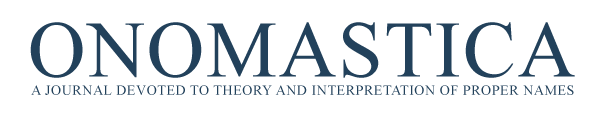 ONOMASTICA
A JOURNAL DEVOTED TO THEORY AND INTERPRETATION OF PROPER NAMES